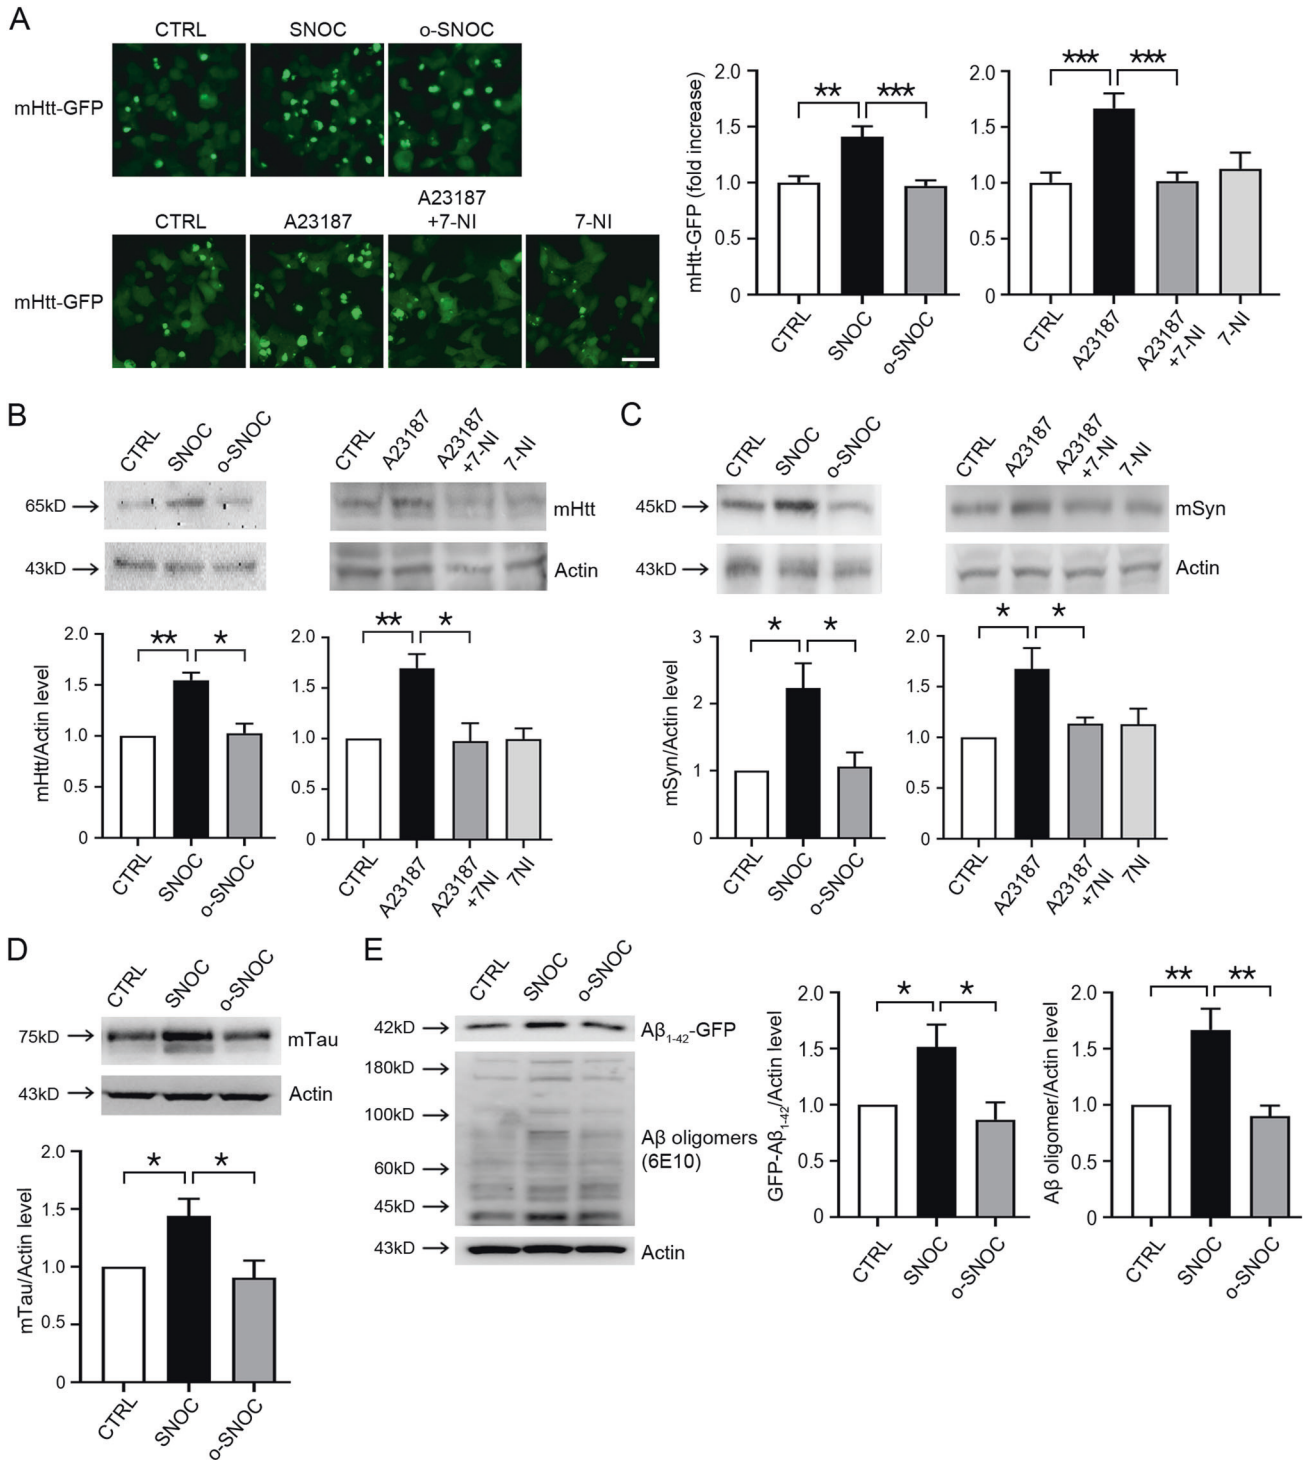 A
CTRL SNOC o-SNOC
mHtt-GFP
CTRL A23187 A23187 +7-NI 7-NI
mHtt-GFP
mHtt-GFP (fold increase)
2.0
1.5
1.0
0.5
0
** ***
CTRL SNOC o-SNOC
2.0
1.5
1.0
0.5
0
*** ***
CTRL A23187 A23187 +7-NI 7-NI
B
CTRL SNOC o-SNOC
65kD
43kD
CTRL A23187 A23187 +7-NI 7-NI
mHtt
Actin
mHtt/Actin level
2.0
1.5
1.0
0.5
0
** *
CTRL SNOC o-SNOC
2.0
1.5
1.0
0.5
0
** *
CTRL A23187 A23187 +7NI 7NI
C
CTRL SNOC o-SNOC
45kD
43kD
CTRL A23187 A23187 +7-NI 7-NI
mSyn
Actin
mSyn/Actin level
3
2
1
0
* *
CTRL SNOC o-SNOC
2.0
1.5
1.0
0.5
0
* *
CTRL A23187 A23187 +7NI 7NI
D
CTRL SNOC o-SNOC
75kD mTau
43kD Actin
mTau/Actin level
2.0
1.5
1.0
0.5
0
* *
CTRL SNOC o-SNOC
E
CTRL SNOC o-SNOC
42kD Aβ1-42-GFP
180kD
100kD
Aβ oligomers
(6E10)
60kD
45kD
43kD Actin
GFP-Aβ1-42/Actin level
2.0
1.5
1.0
0.5
0
* *
CTRL SNOC o-SNOC
Aβ oligomer/Actin level
2.0
1.5
1.0
0.5
0
** **
CTRL SNOC o-SNOC